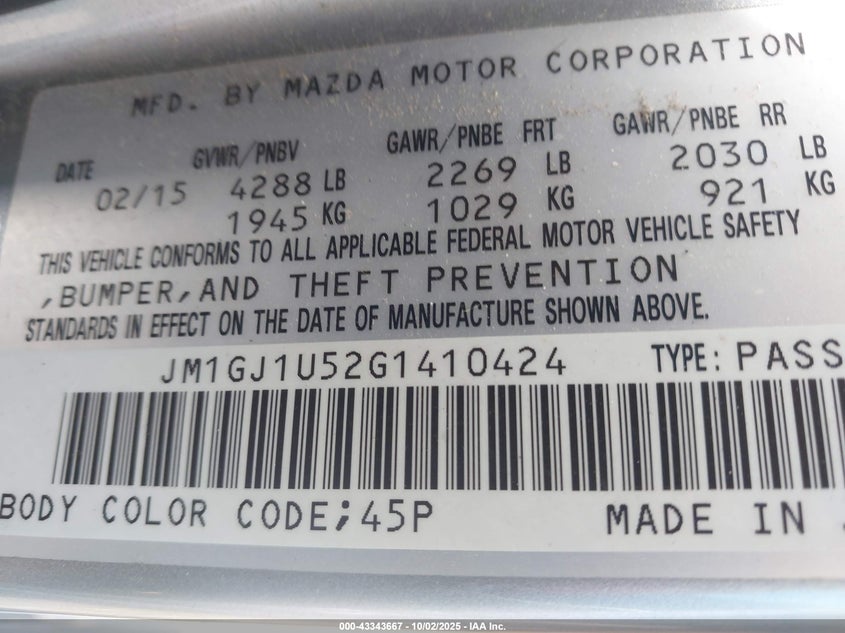 MFD. BY MAZDA MOTOR CORPORATION
DATE GVWR/PNBV GAWR/PNBE FRT GAWR/PNBE RR
02/15 4288 LB 2269 LB 2030 LB
1945 KG 1029 KG 921 KG
THIS VEHICLE CONFORMS TO ALL APPLICABLE FEDERAL MOTOR VEHICLE SAFETY
,BUMPER,AND THEFT PREVENTION
STANDARDS IN EFFECT ON THE DATE OF MANUFACTURE SHOWN ABOVE.
JM1GJ1U52G1410424 TYPE: PASS
BODY COLOR CODE;45P MADE IN
000-43343667 - 10/02/2025 - IAA Inc.